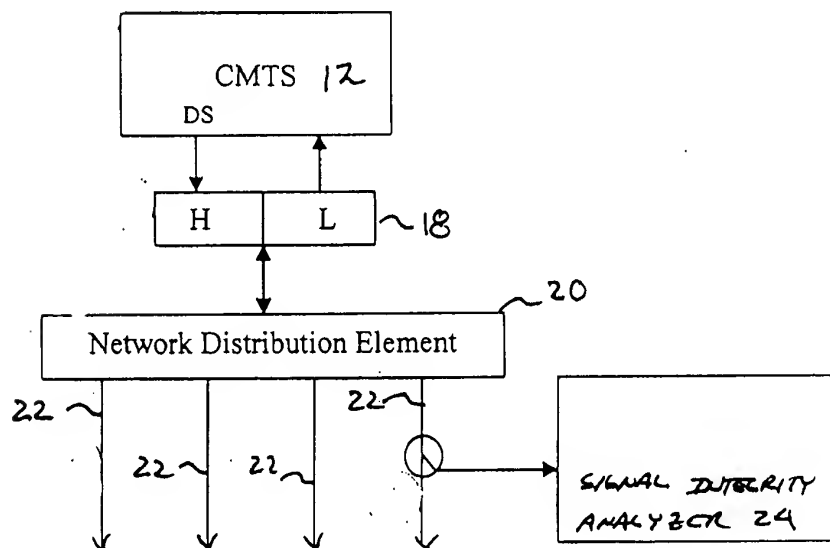 CMTS 12
DS
H L 18
20
Network Distribution Element
22 22
22 22
SIGNAL INTEGRITY
ANALYZER 24